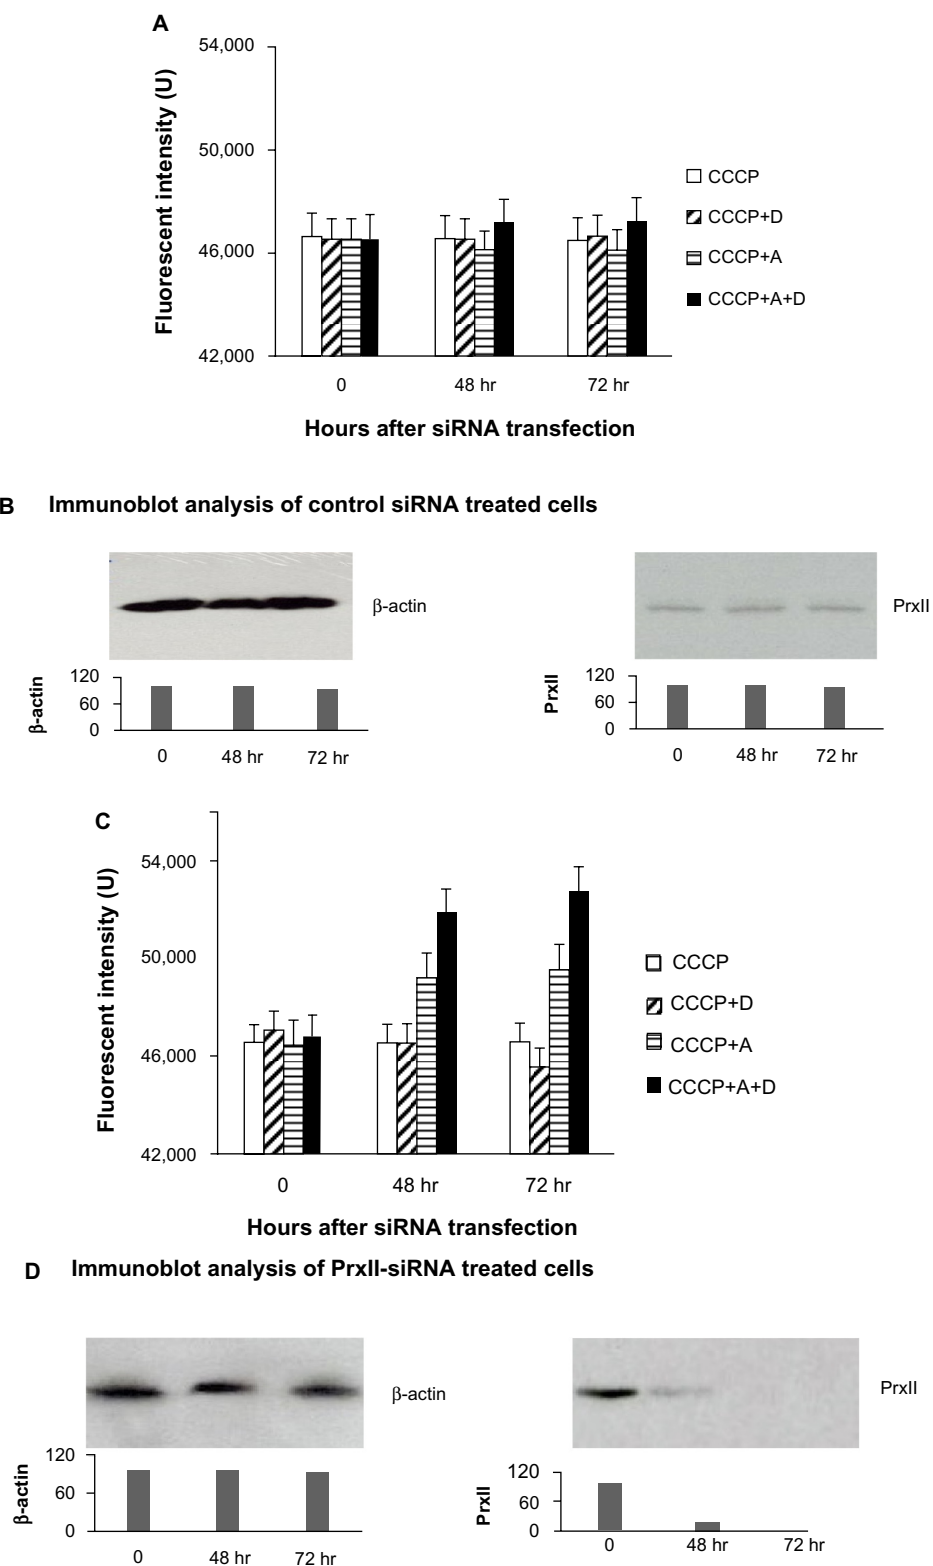 A
54,000
50,000
46,000
42,000
Fluorescent intensity (U)
CCCP
CCCP+D
CCCP+A
CCCP+A+D
0 48 hr 72 hr
Hours after siRNA transfection
B Immunoblot analysis of control siRNA treated cells
β-actin
PrxII
β-actin
120
60
0
0 48 hr 72 hr
PrxII
120
60
0
0 48 hr 72 hr
C
54,000
50,000
46,000
42,000
Fluorescent intensity (U)
CCCP
CCCP+D
CCCP+A
CCCP+A+D
0 48 hr 72 hr
Hours after siRNA transfection
D Immunoblot analysis of PrxII-siRNA treated cells
β-actin
PrxII
β-actin
120
60
0
0 48 hr 72 hr
PrxII
120
60
0
0 48 hr 72 hr